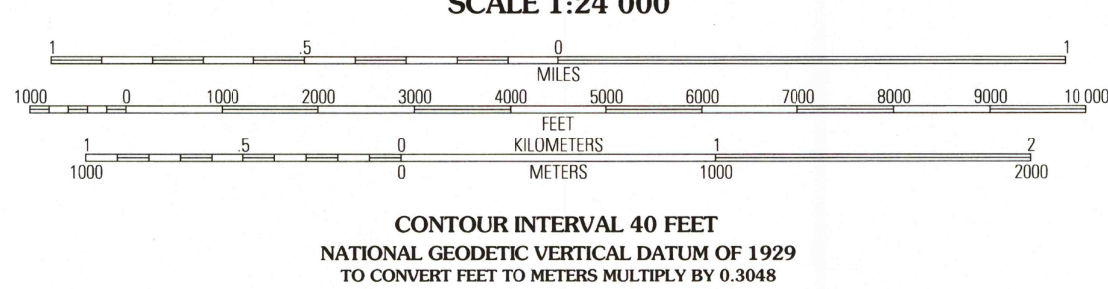 SCALE 1:24 000
1 .5 0 1
MILES
1000 0 1000 2000 3000 4000 5000 6000 7000 8000 9000 10 000
FEET
1 .5 0 KILOMETERS 1 2
1000 0 METERS 1000 2000
CONTOUR INTERVAL 40 FEET
NATIONAL GEODETIC VERTICAL DATUM OF 1929
TO CONVERT FEET TO METERS MULTIPLY BY 0.3048